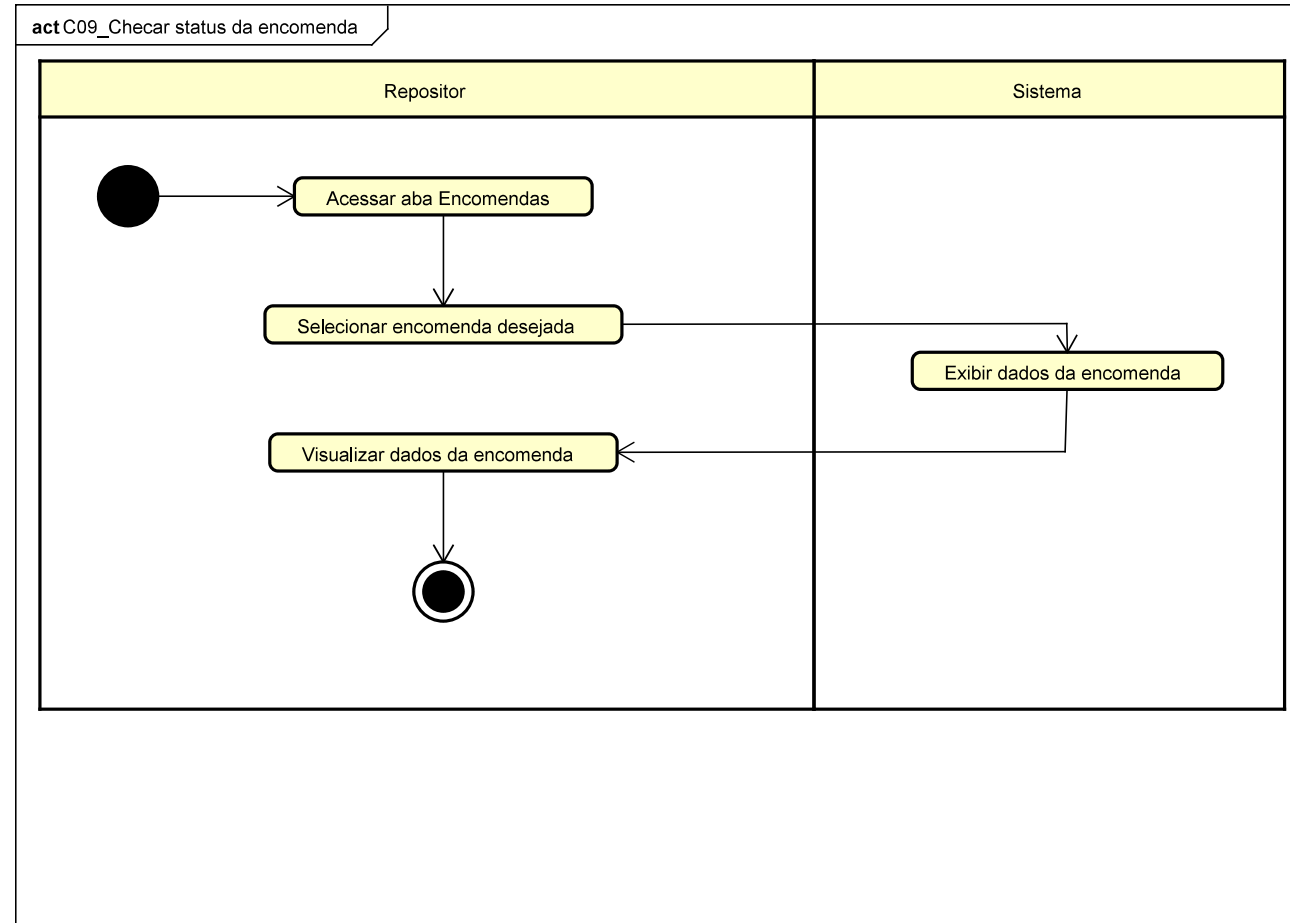 act C09_Checar status da encomenda
Repositor
Sistema
Acessar aba Encomendas
Selecionar encomenda desejada
Exibir dados da encomenda
Visualizar dados da encomenda